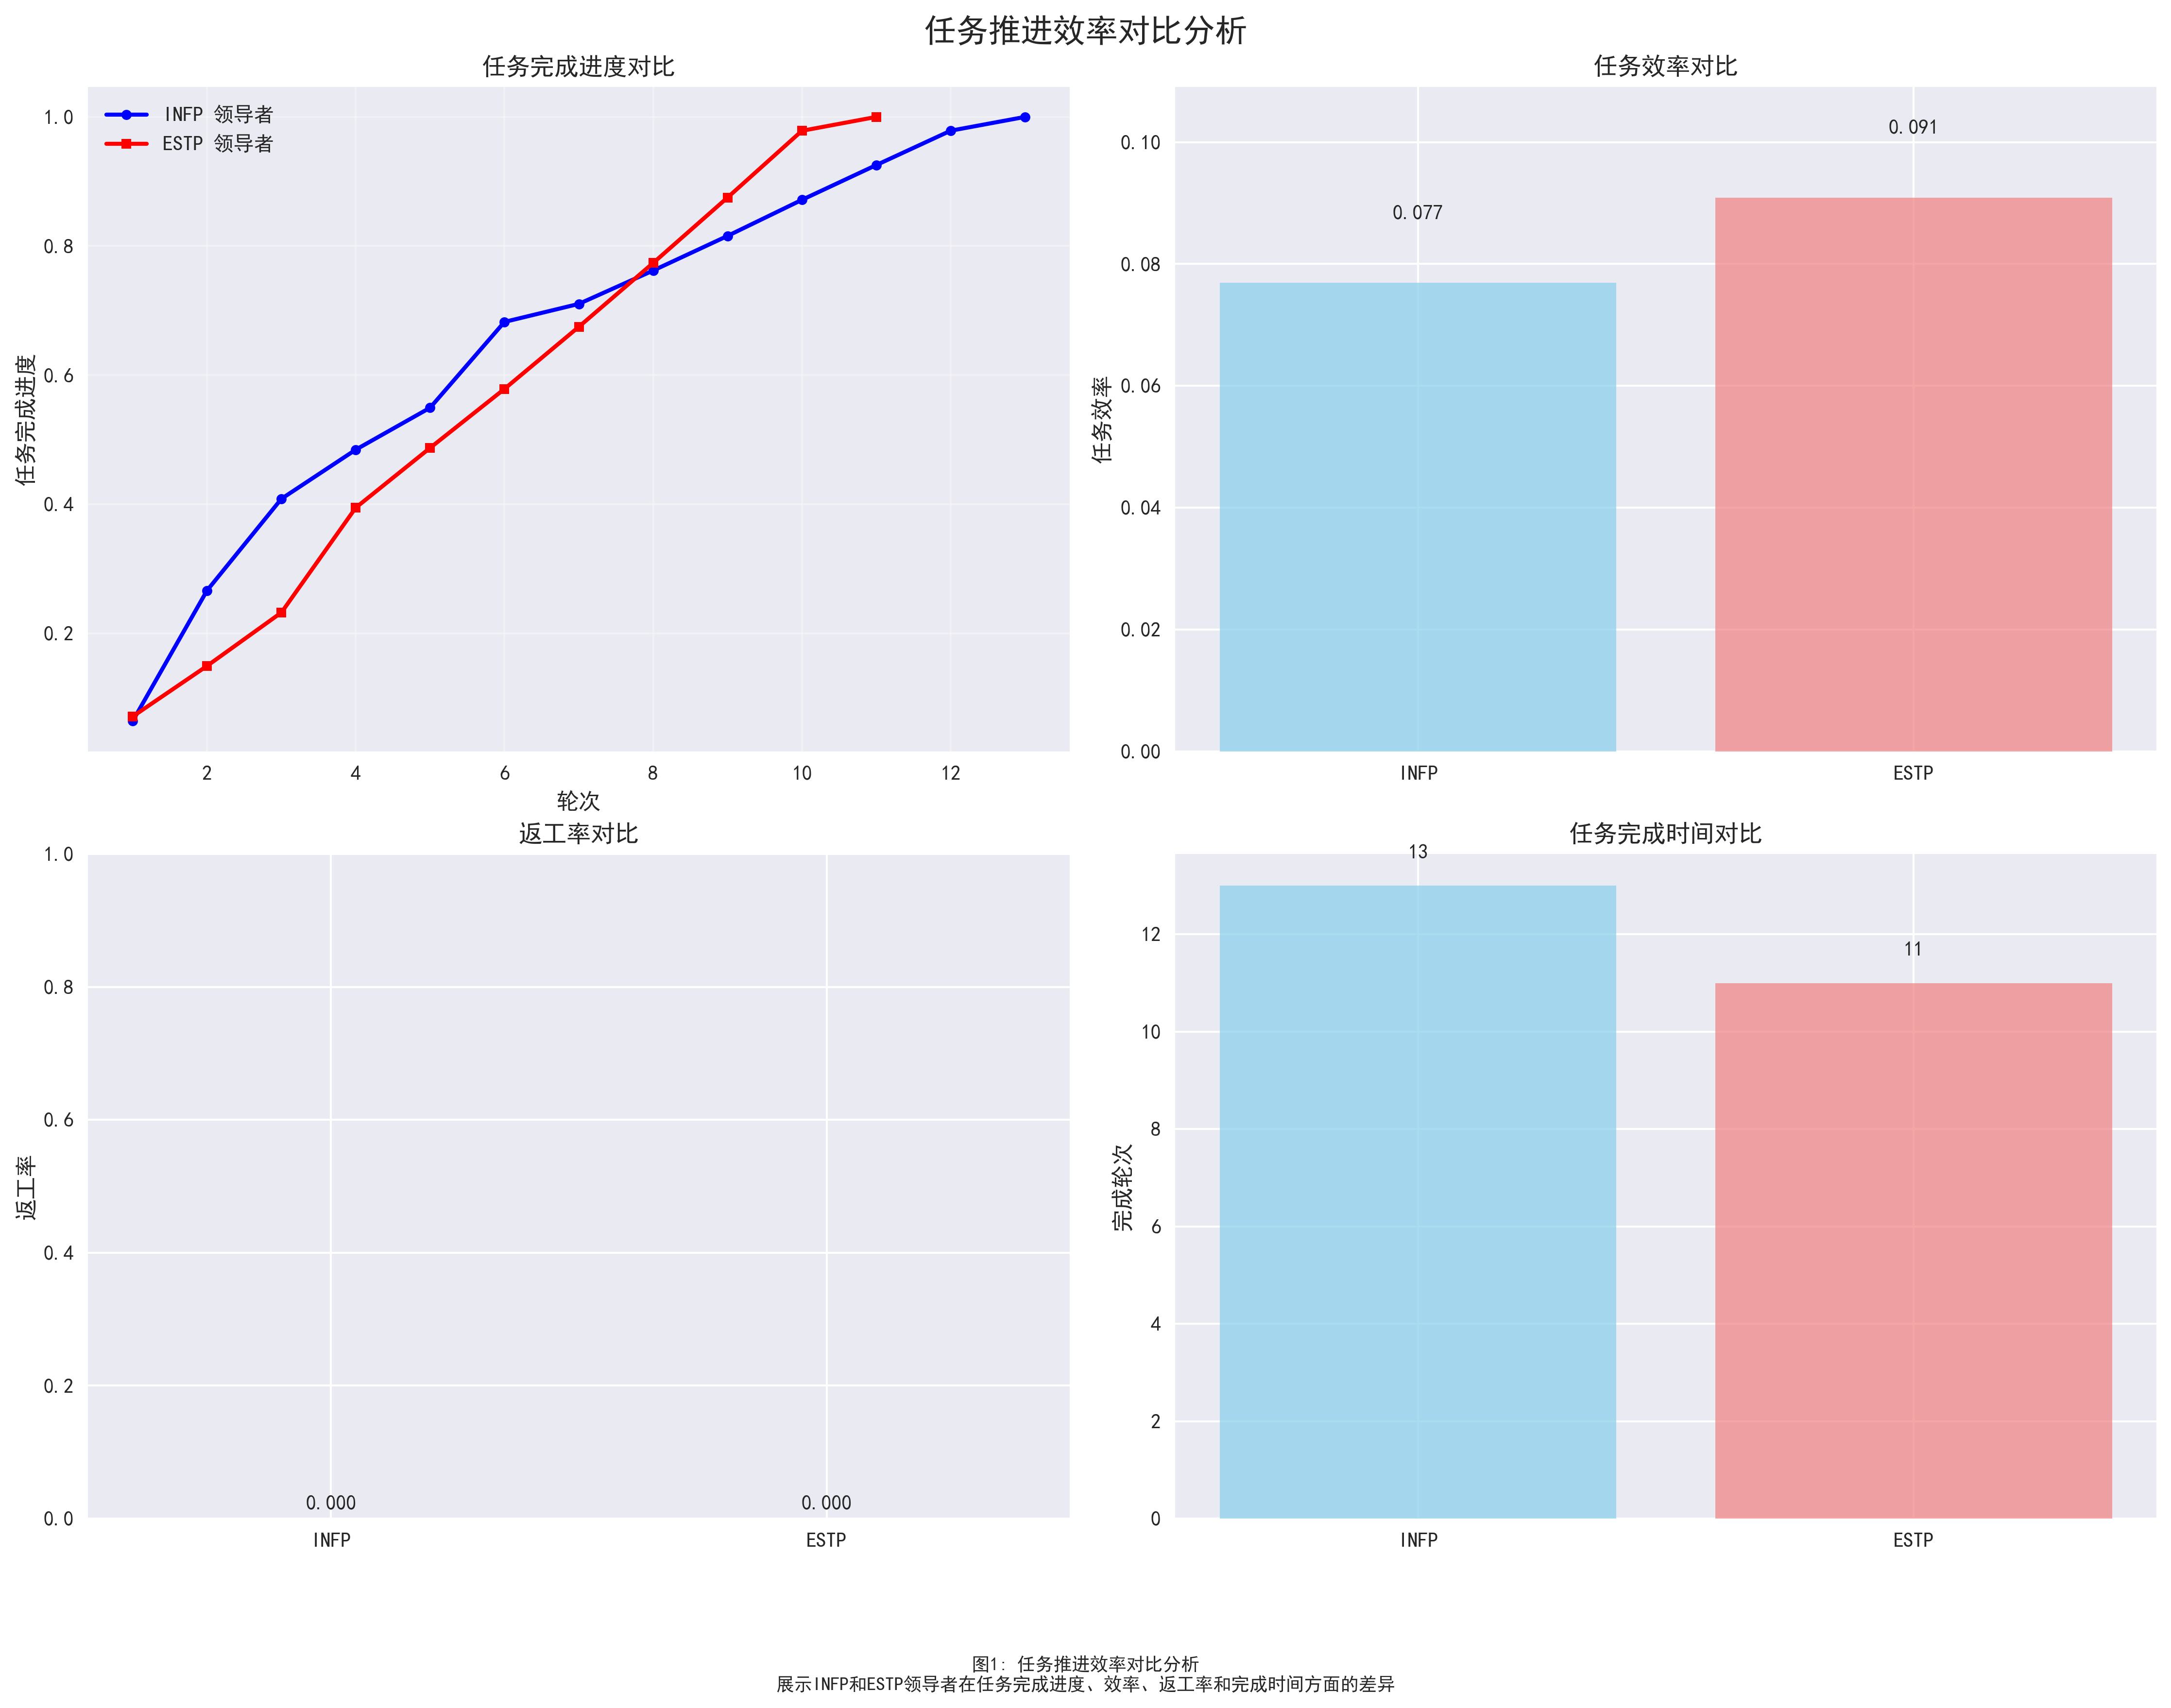 任务推进效率对比分析
任务完成进度对比
INFP 领导者
ESTP 领导者
1.0
0.8
0.6
0.4
0.2
任务完成进度
2 4 6 8 10 12
轮次
任务效率对比
0.10
0.08
0.06
0.04
0.02
0.00
任务效率
0.077
0.091
INFP ESTP
返工率对比
1.0
0.8
0.6
0.4
0.2
0.0
返工率
0.000 0.000
INFP ESTP
任务完成时间对比
13
11
12
10
8
6
4
2
0
完成轮次
INFP ESTP
图1: 任务推进效率对比分析
展示INFP和ESTP领导者在任务完成进度、效率、返工率和完成时间方面的差异